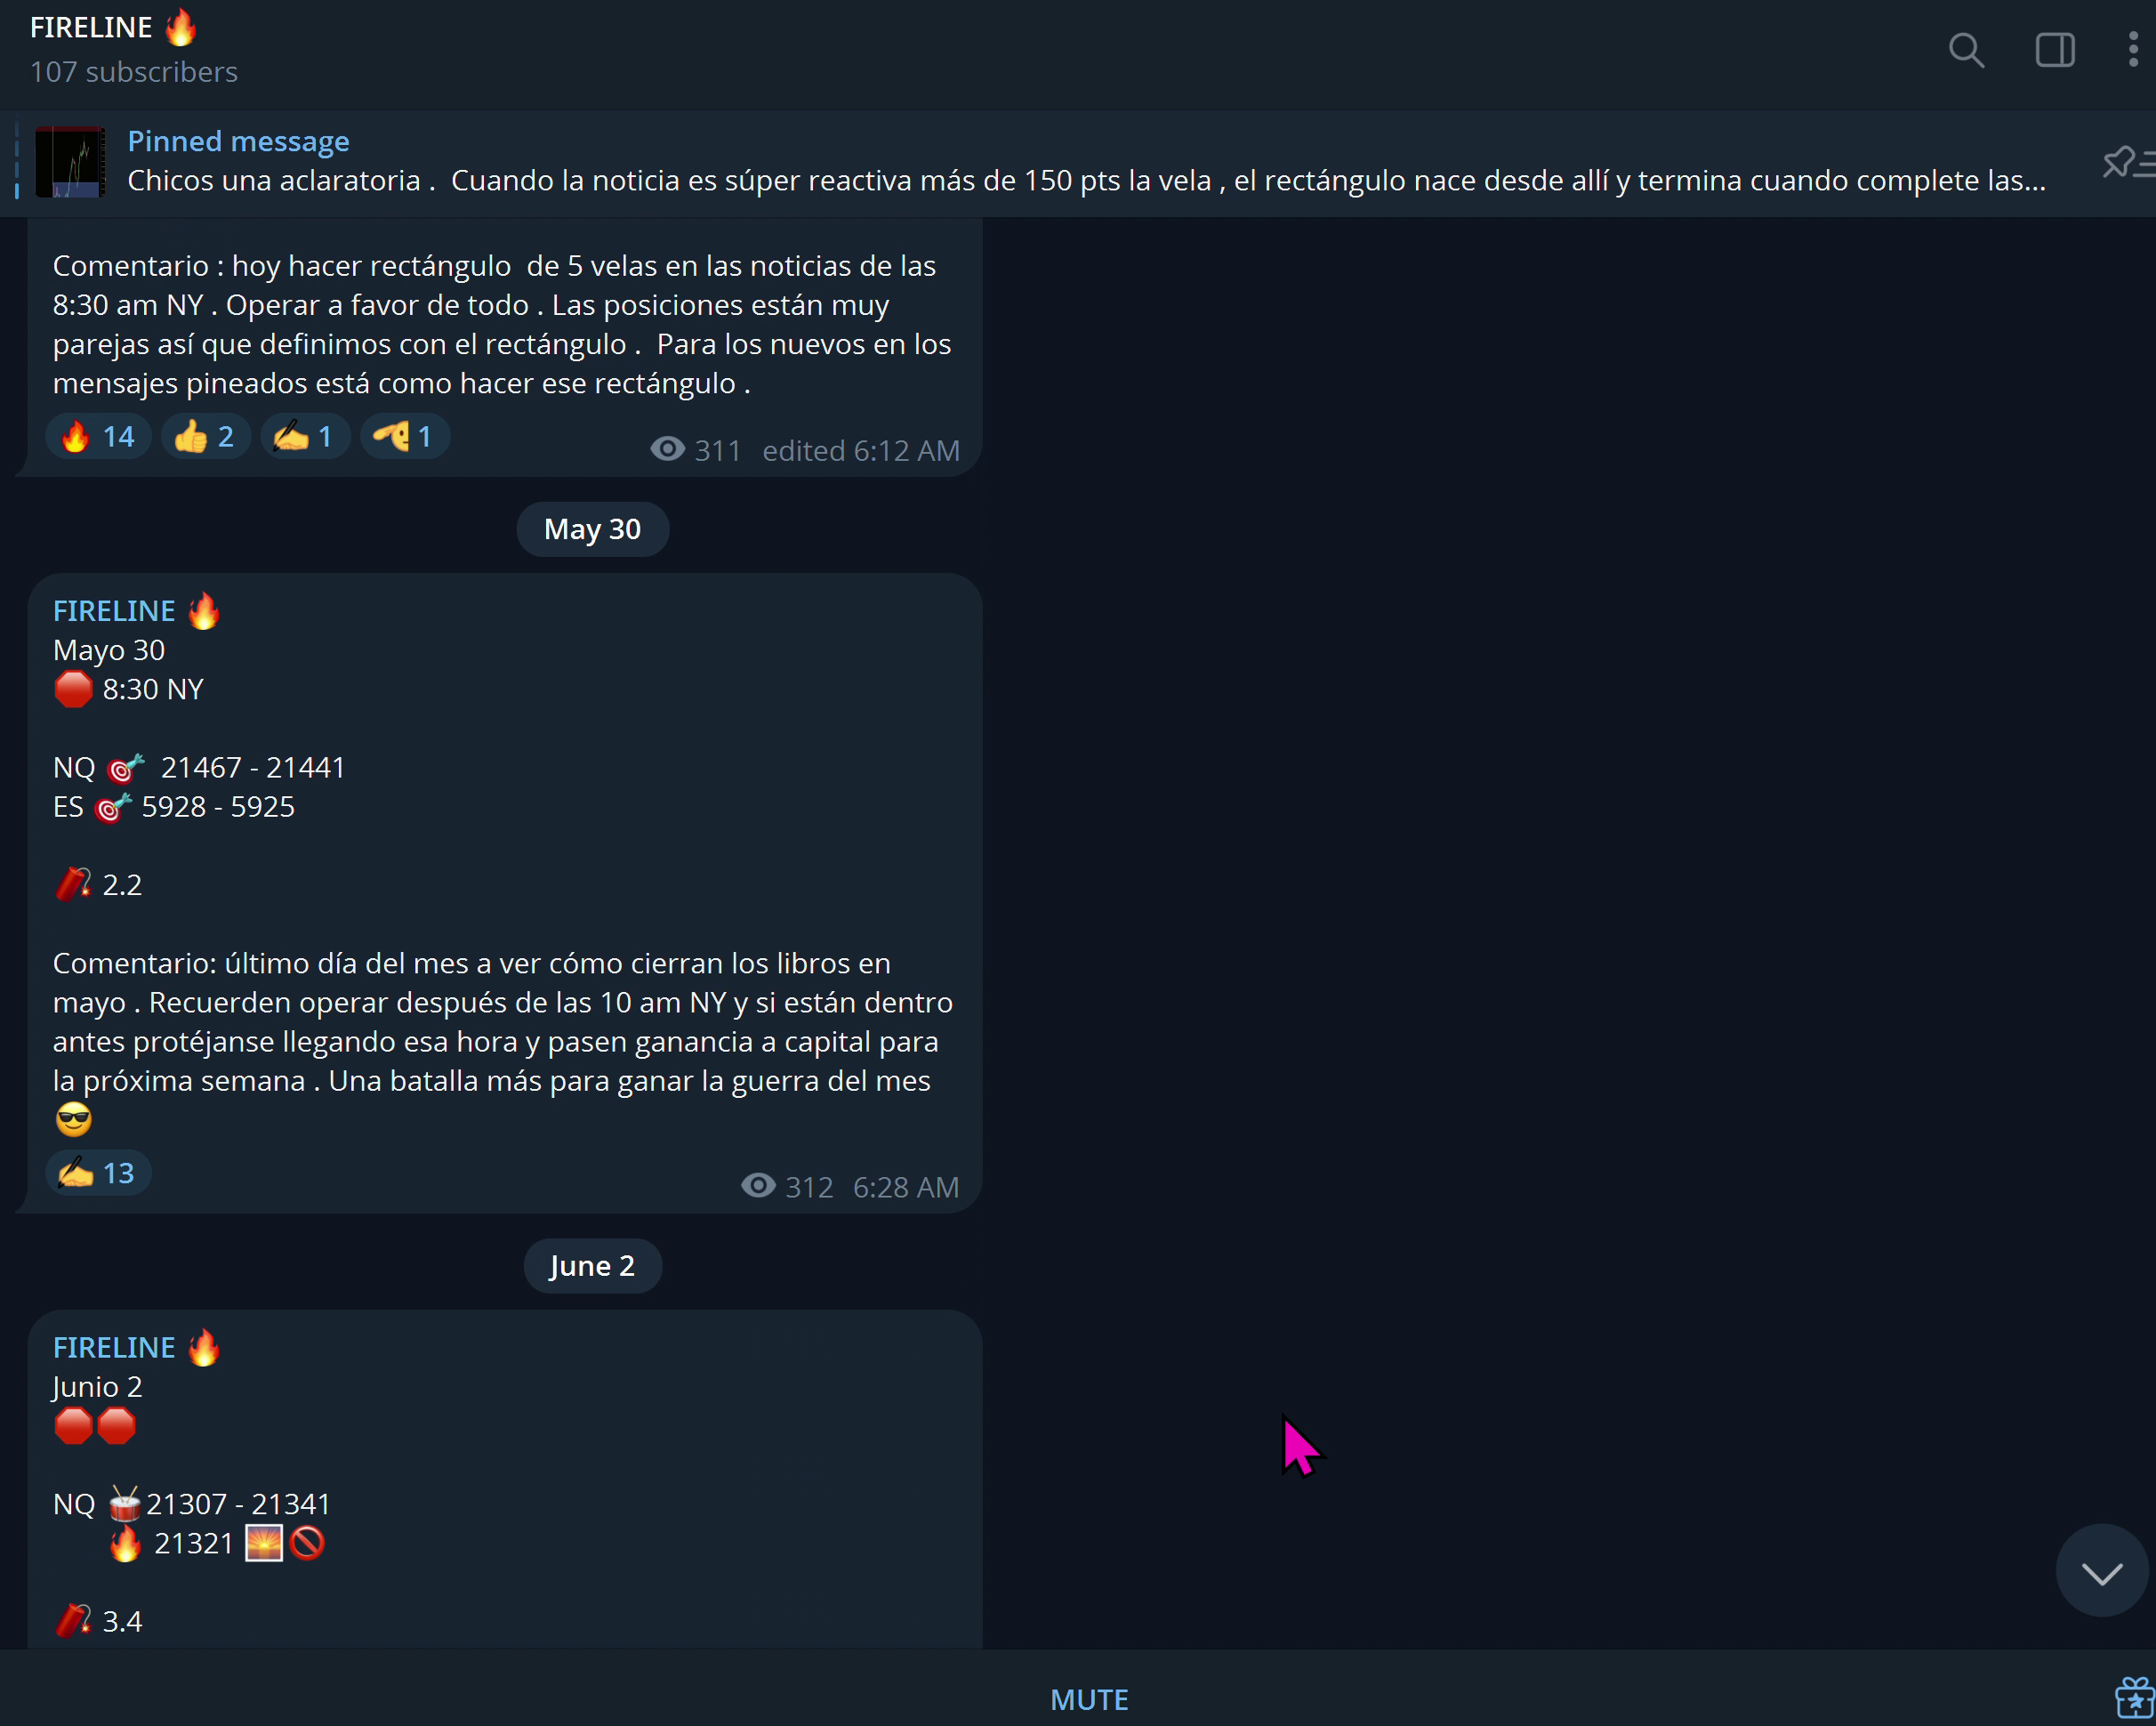 FIRELINE 🔥
107 subscribers
Pinned message
Chicos una aclaratoria .  Cuando la noticia es súper reactiva más de 150 pts la vela , el rectángulo nace desde allí y termina cuando complete las...
Comentario : hoy hacer rectángulo  de 5 velas en las noticias de las
8:30 am NY . Operar a favor de todo . Las posiciones están muy
parejas así que definimos con el rectángulo .  Para los nuevos en los
mensajes pineados está como hacer ese rectángulo .
🔥 14 👍 2 ✍️ 1 🫡 1
311 edited 6:12 AM
May 30
FIRELINE 🔥
Mayo 30
🛑 8:30 NY
NQ 🎯  21467 - 21441
ES 🎯 5928 - 5925
🧨 2.2
Comentario: último día del mes a ver cómo cierran los libros en
mayo . Recuerden operar después de las 10 am NY y si están dentro
antes protéjanse llegando esa hora y pasen ganancia a capital para
la próxima semana . Una batalla más para ganar la guerra del mes
😎
✍️ 13
312 6:28 AM
June 2
FIRELINE 🔥
Junio 2
🛑🛑
NQ 🥁21307 - 21341
🔥 21321 🌅🚫
🧨 3.4
MUTE